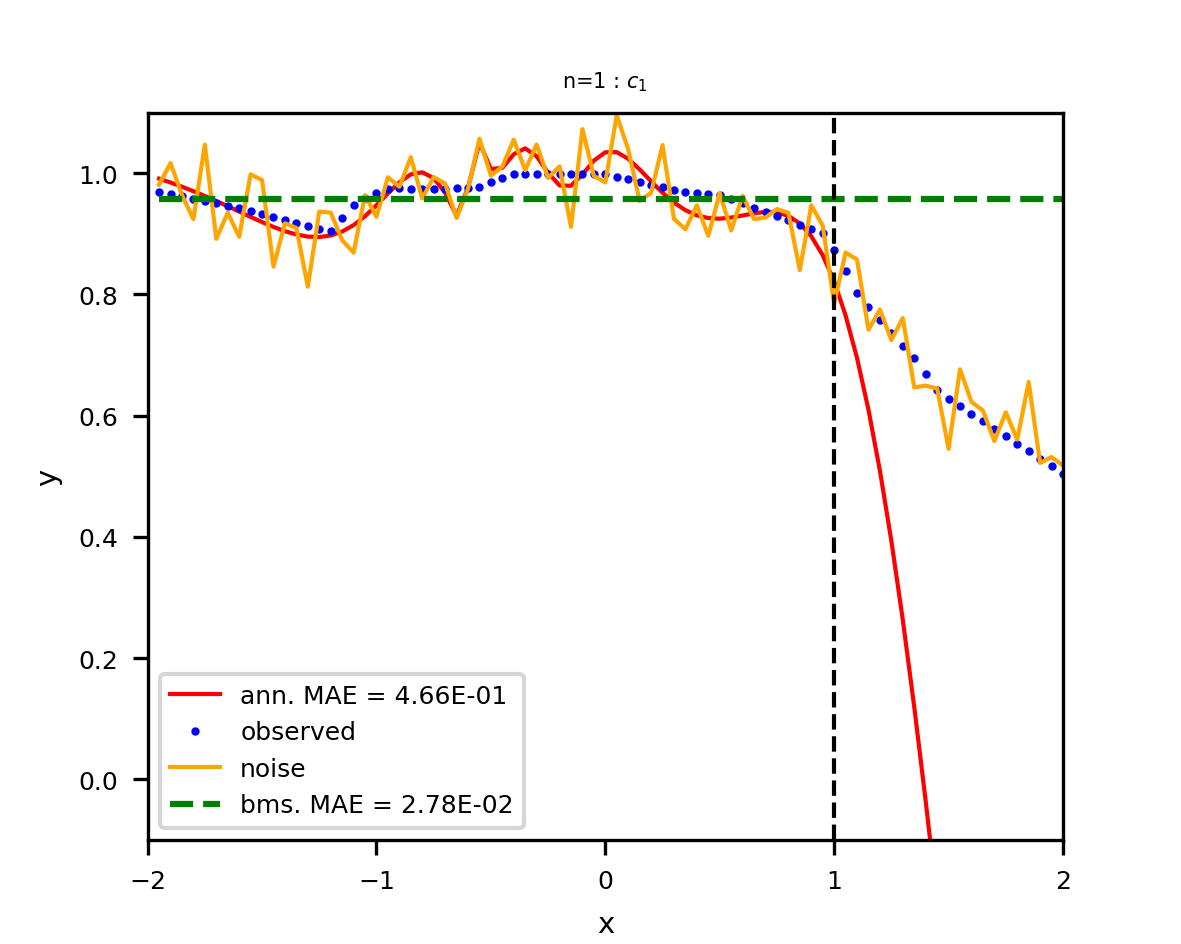 n=1 : c₁
1.0
0.8
0.6
0.4
0.2
0.0
y
ann. MAE = 4.66E-01
observed
noise
bms. MAE = 2.78E-02
−2
−1
0
1
2
x